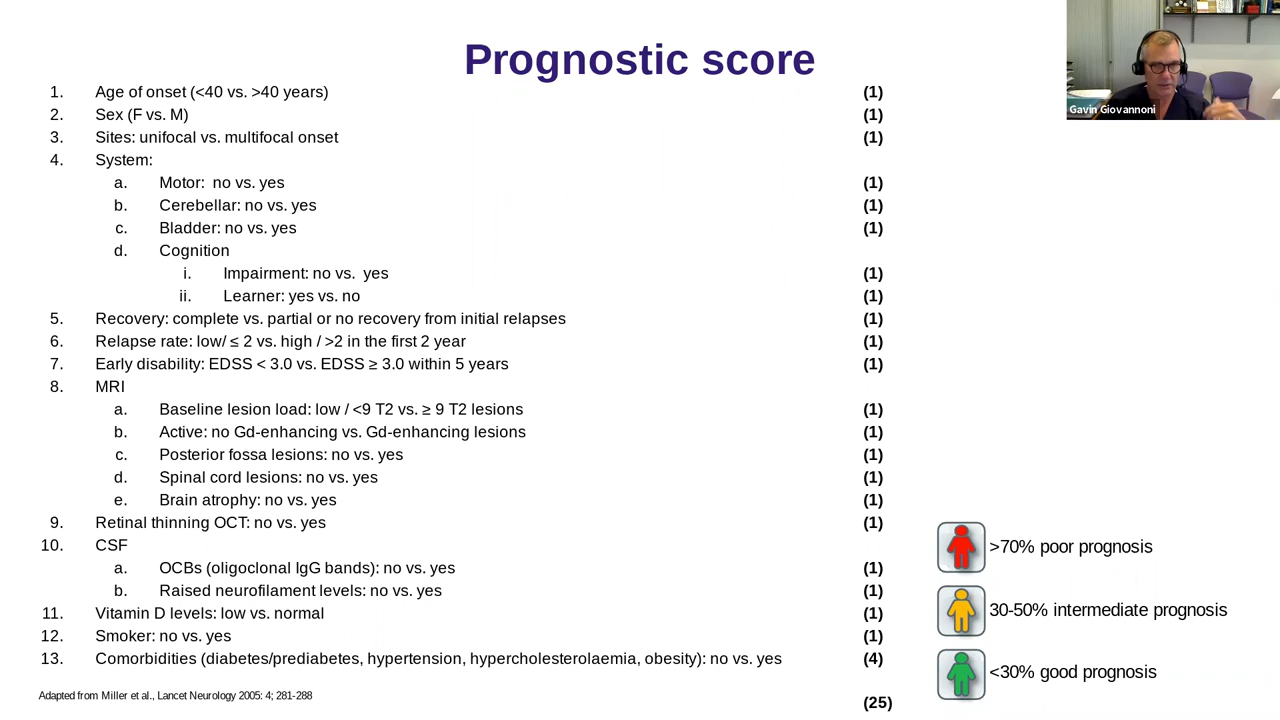 Prognostic score
Gavin Giovannoni
1. Age of onset (<40 vs. >40 years) (1)
2. Sex (F vs. M) (1)
3. Sites: unifocal vs. multifocal onset (1)
4. System:
a. Motor: no vs. yes (1)
b. Cerebellar: no vs. yes (1)
c. Bladder: no vs. yes (1)
d. Cognition
i. Impairment: no vs. yes (1)
ii. Learner: yes vs. no (1)
5. Recovery: complete vs. partial or no recovery from initial relapses (1)
6. Relapse rate: low/ ≤ 2 vs. high / >2 in the first 2 year (1)
7. Early disability: EDSS < 3.0 vs. EDSS ≥ 3.0 within 5 years (1)
8. MRI
a. Baseline lesion load: low / <9 T2 vs. ≥ 9 T2 lesions (1)
b. Active: no Gd-enhancing vs. Gd-enhancing lesions (1)
c. Posterior fossa lesions: no vs. yes (1)
d. Spinal cord lesions: no vs. yes (1)
e. Brain atrophy: no vs. yes (1)
9. Retinal thinning OCT: no vs. yes (1)
10. CSF
a. OCBs (oligoclonal IgG bands): no vs. yes (1)
b. Raised neurofilament levels: no vs. yes (1)
11. Vitamin D levels: low vs. normal (1)
12. Smoker: no vs. yes (1)
13. Comorbidities (diabetes/prediabetes, hypertension, hypercholesterolaemia, obesity): no vs. yes (4)
(25)
>70% poor prognosis
30-50% intermediate prognosis
<30% good prognosis
Adapted from Miller et al., Lancet Neurology 2005: 4; 281-288